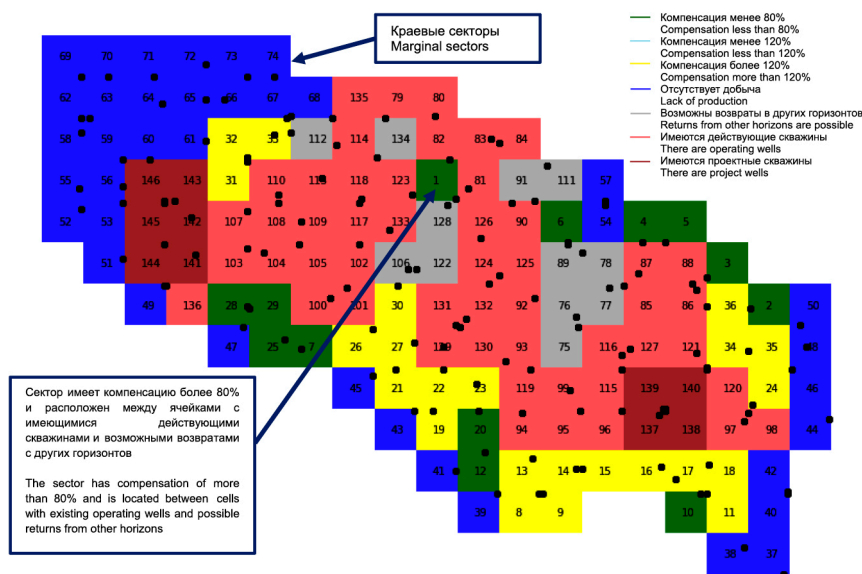 Краевые секторы
Marginal sectors
Компенсация менее 80%
Compensation less than 80%
Компенсация менее 120%
Compensation less than 120%
Компенсация более 120%
Compensation more than 120%
Отсутствует добыча
Lack of production
Возможны возвраты в других горизонтов
Returns from other horizons are possible
Имеются действующие скважины
There are operating wells
Имеются проектные скважины
There are project wells
69 70 71 72 73 74
62 63 64 65 66 67 68 135 79 80
58 59 60 61 32 33 112 114 134 82 83 84
55 56 146 143 31 110 113 118 123 1 81 91 111 57
52 53 145 142 107 108 109 117 133 128 126 90 6 54 4 5
51 144 141 103 104 105 102 106 122 124 125 89 78 87 88 3
49 136 28 29 100 101 30 131 132 92 76 77 85 86 36 2 50
47 25 7 26 27 129 130 93 75 116 127 121 34 35 48
45 21 22 23 119 99 115 139 140 120 24 46
43 19 20 94 95 96 137 138 97 98 44
41 12 13 14 15 16 17 18 42
39 8 9 10 11 40
38 37
Сектор имеет компенсацию более 80%
и расположен между ячейками с
имеющимися действующими
скважинами и возможными возвратами
с других горизонтов
The sector has compensation of more
than 80% and is located between cells
with existing operating wells and possible
returns from other horizons